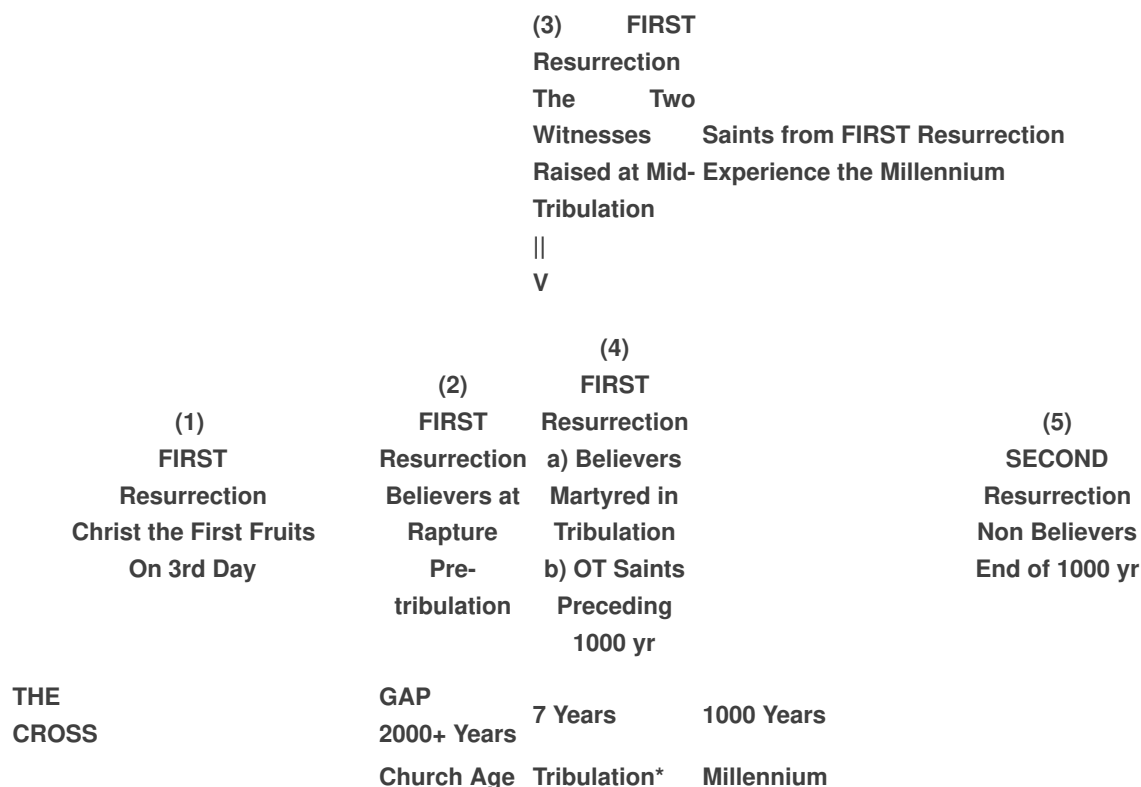 (3) FIRST
Resurrection
The Two
Witnesses
Raised at Mid-
Tribulation
||
V
Saints from FIRST Resurrection
Experience the Millennium
(1)
FIRST
Resurrection
Christ the First Fruits
On 3rd Day
(2)
FIRST
Resurrection
Believers at
Rapture
Pre-
tribulation
(4)
FIRST
Resurrection
a) Believers
Martyred in
Tribulation
b) OT Saints
Preceding
1000 yr
(5)
SECOND
Resurrection
Non Believers
End of 1000 yr
THE
CROSS
GAP
2000+ Years
7 Years
1000 Years
Church Age
Tribulation*
Millennium